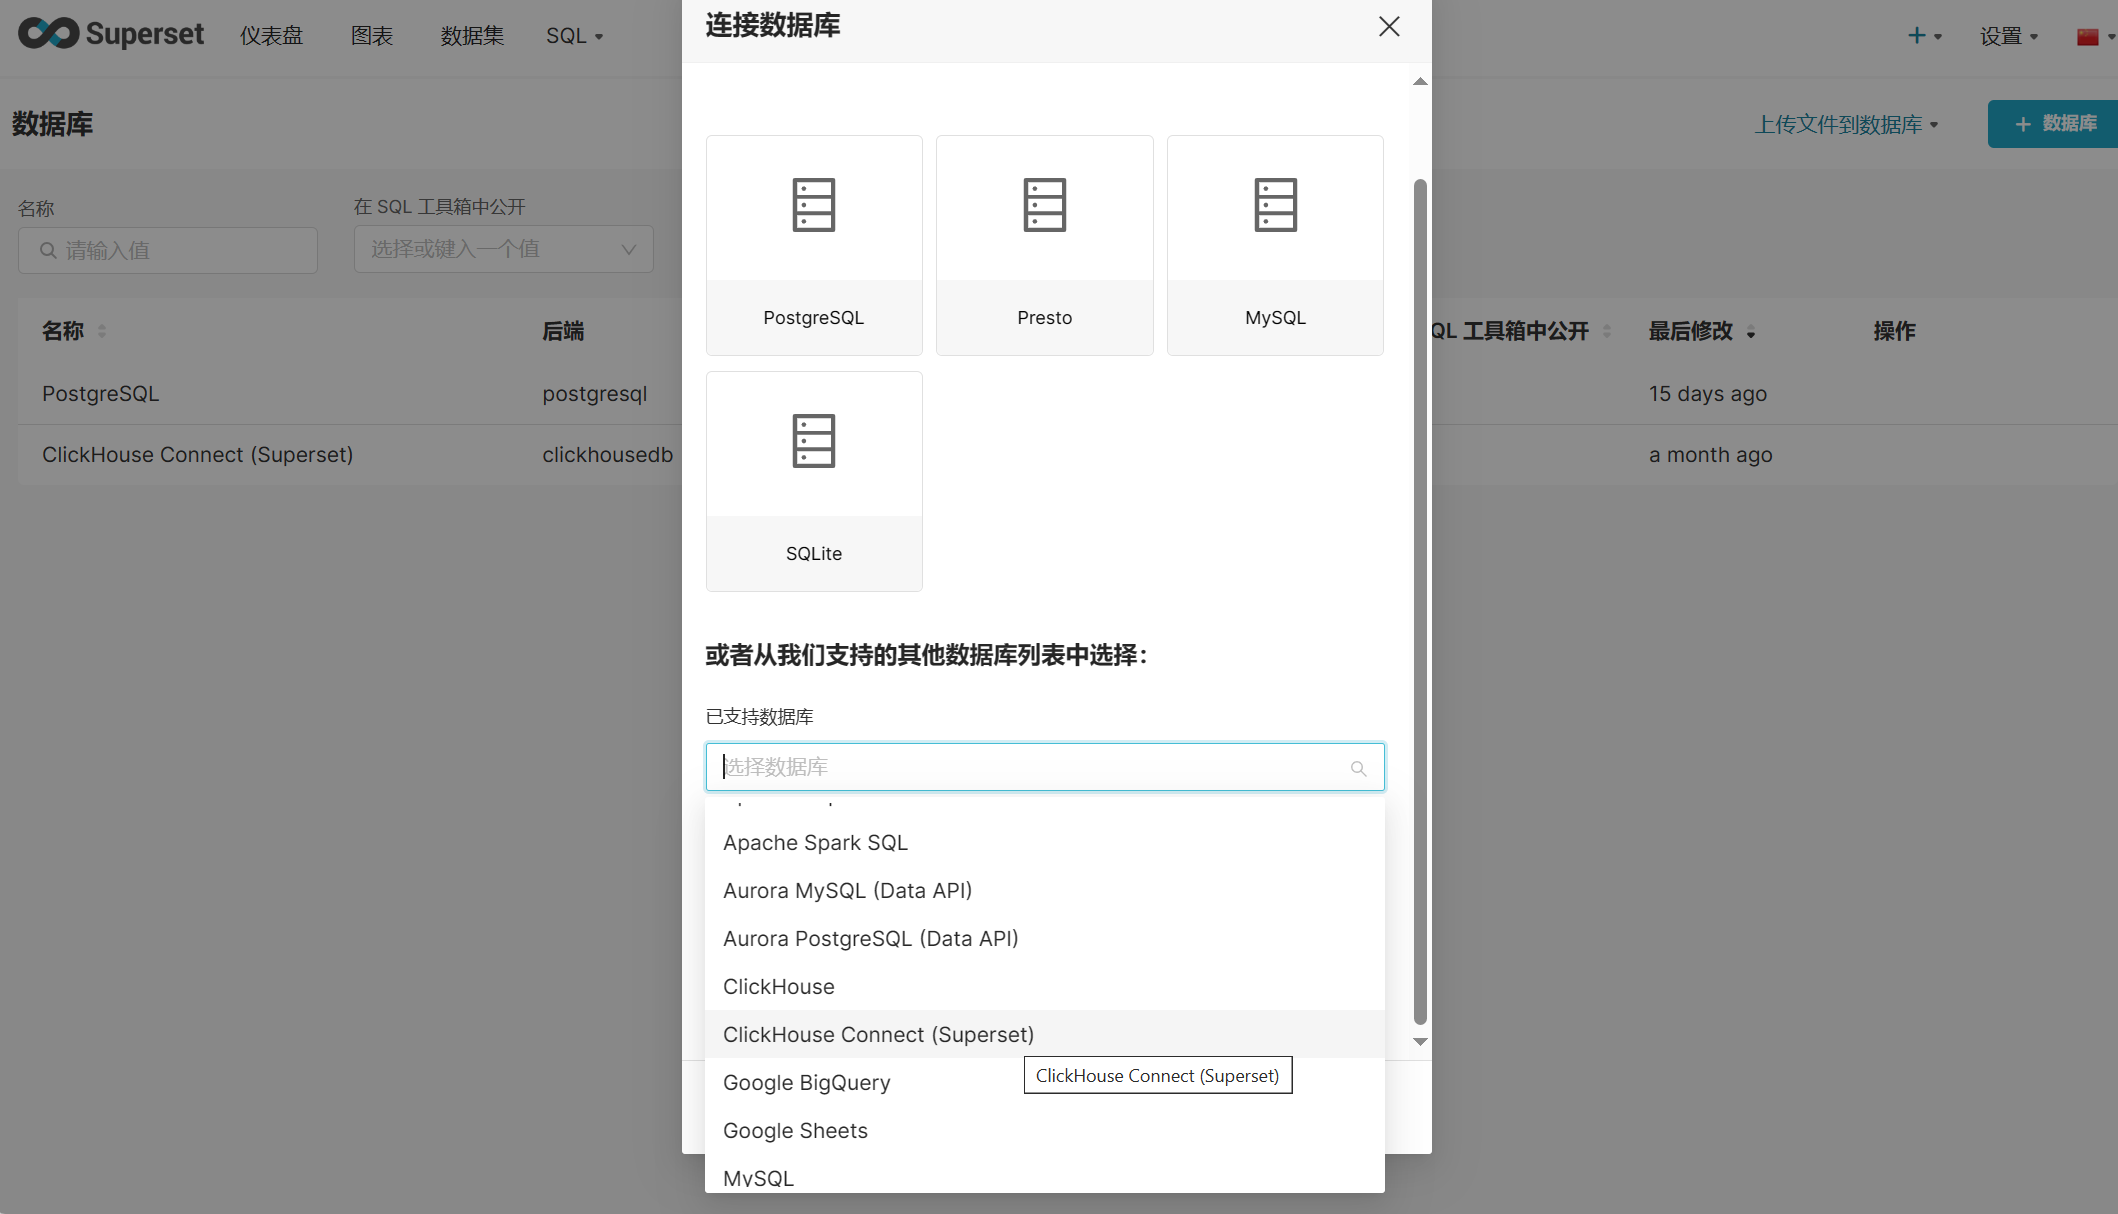 Superset 仪表盘 图表 数据集 SQL 设置
连接数据库
数据库
上传文件到数据库 + 数据库
名称
在 SQL 工具箱中公开
请输入值
选择或键入一个值
名称 后端 QL 工具箱中公开 最后修改 操作
PostgreSQL postgresql 15 days ago
ClickHouse Connect (Superset) clickhousedb a month ago
PostgreSQL
Presto
MySQL
SQLite
或者从我们支持的其他数据库列表中选择：
已支持数据库
选择数据库
Apache Spark SQL
Aurora MySQL (Data API)
Aurora PostgreSQL (Data API)
ClickHouse
ClickHouse Connect (Superset)
ClickHouse Connect (Superset)
Google BigQuery
Google Sheets
MySQL